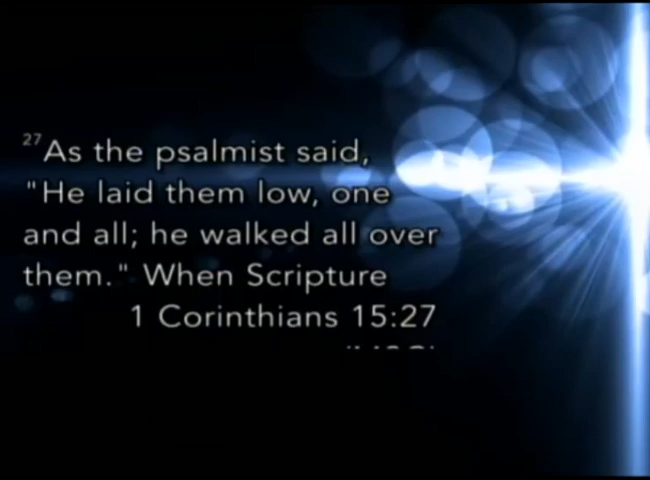 27As the psalmist said,
"He laid them low, one
and all; he walked all over
them." When Scripture
1 Corinthians 15:27